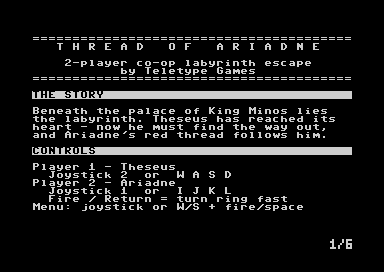 ========================================
T H R E A D   O F   A R I A D N E
2-player co-op labyrinth escape
by Teletype Games
========================================
THE STORY
Beneath the palace of King Minos lies
the labyrinth. Theseus has reached its
heart - now he must find the way out,
and Ariadne's red thread follows him.
CONTROLS
Player 1 - Theseus
Joystick 2  or  W A S D
Player 2 - Ariadne
Joystick 1  or  I J K L
Fire / Return = turn ring fast
Menu: joystick or W/S + fire/space
1/6